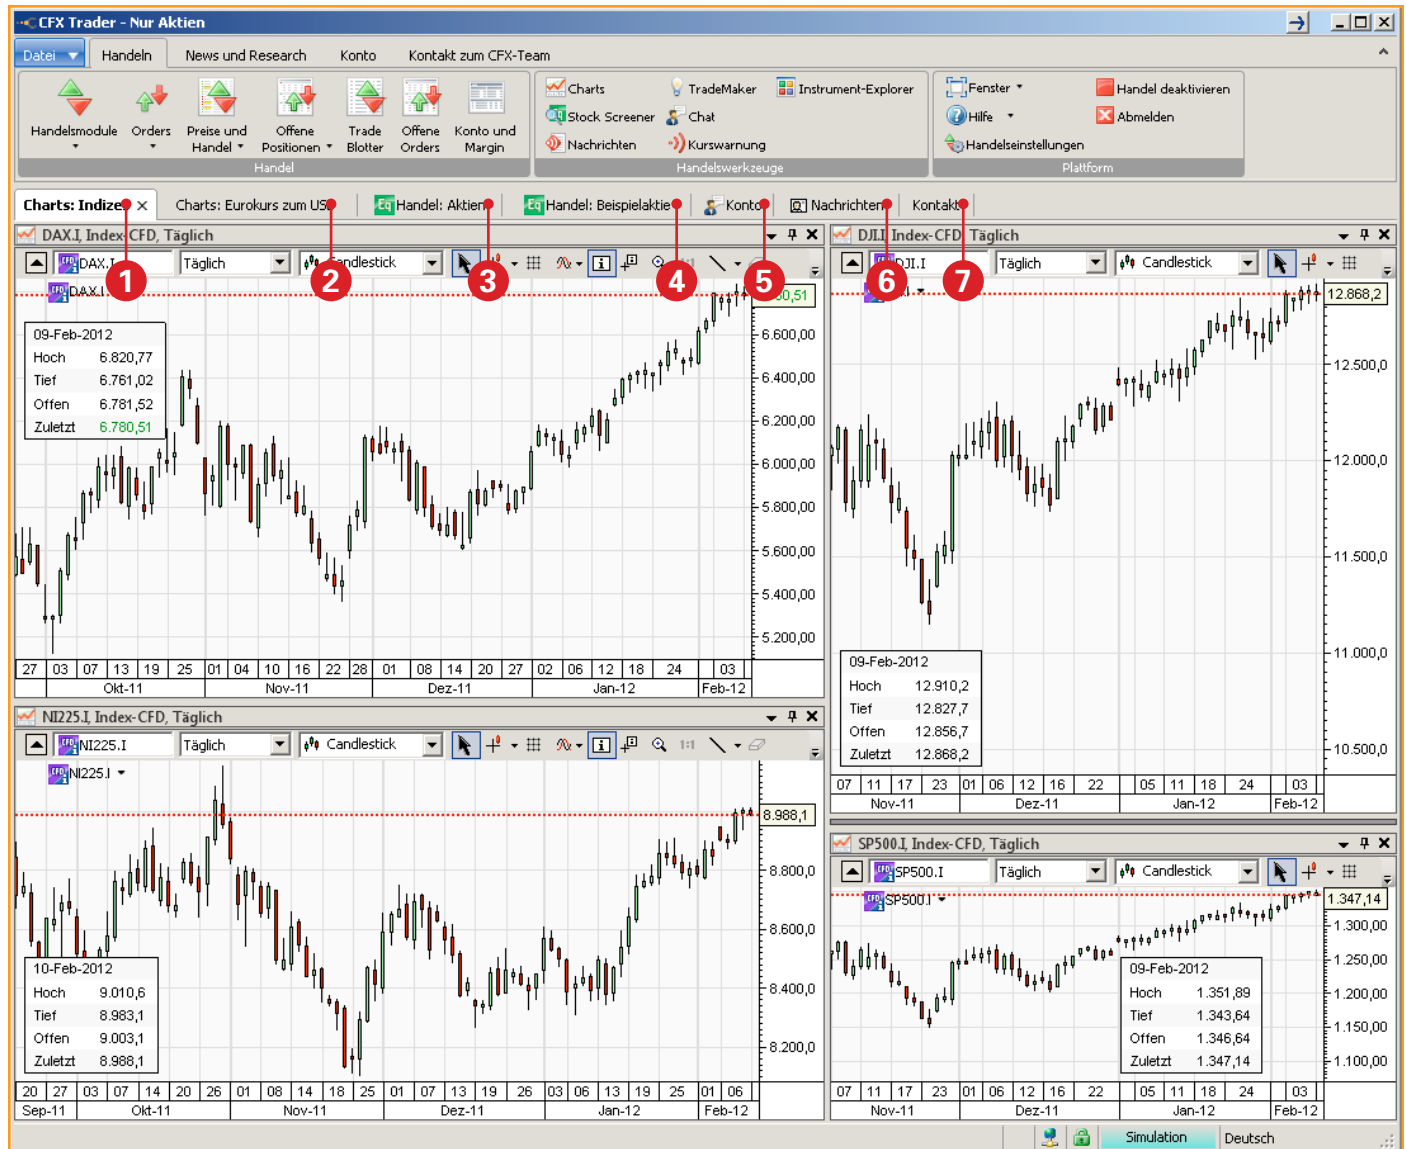 CFX Trader - Nur Aktien
Datei Handeln News und Research Konto Kontakt zum CFX-Team
Handelsmodule Orders Preise und Handel Offene Positionen Trade Blotter Offene Orders Konto und Margin
Handel
Charts TradeMaker Instrument-Explorer
Stock Screener Chat
Nachrichten Kurswarnung
Handelswerkzeuge
Fenster Handel deaktivieren
Hilfe Abmelden
Handelseinstellungen
Plattform
Charts: Indizes Charts: Eurokurs zum US Eq Handel: Aktien Eq Handel: Beispielaktie Konto Nachrichten Kontakt
1 2 3 4 5 6 7
DAX.I, Index-CFD, Täglich
DAX.I Täglich Candlestick 1:1
DAX.I
09-Feb-2012
Hoch 6.820,77
Tief 6.761,02
Offen 6.781,52
Zuletzt 6.780,51
6.600,00
6.400,00
6.200,00
6.000,00
5.800,00
5.600,00
5.400,00
5.200,00
27 03 07 13 19 25 01 04 10 16 22 28 01 08 14 20 27 02 06 12 18 24 03
Okt-11 Nov-11 Dez-11 Jan-12 Feb-12
DJI.I, Index-CFD, Täglich
DJI.I Täglich Candlestick
12.868,2
12.500,0
12.000,0
11.500,0
11.000,0
10.500,0
09-Feb-2012
Hoch 12.910,2
Tief 12.827,7
Offen 12.856,7
Zuletzt 12.868,2
07 11 17 23 01 06 12 16 22 05 11 18 24 03
Nov-11 Dez-11 Jan-12 Feb-12
NI225.I, Index-CFD, Täglich
NI225.I Täglich Candlestick 1:1
NI225.I
8.988,1
8.800,0
8.600,0
8.400,0
8.200,0
10-Feb-2012
Hoch 9.010,6
Tief 8.983,1
Offen 9.003,1
Zuletzt 8.988,1
20 27 03 07 14 20 26 01 08 14 18 25 01 07 13 19 26 03 06 13 19 25 01 06
Sep-11 Okt-11 Nov-11 Dez-11 Jan-12 Feb-12
SP500.I, Index-CFD, Täglich
SP500.I Täglich Candlestick
SP500.I
1.347,14
1.300,00
1.250,00
1.200,00
1.150,00
1.100,00
09-Feb-2012
Hoch 1.351,89
Tief 1.343,64
Offen 1.346,64
Zuletzt 1.347,14
07 11 17 23 01 06 12 16 22 05 11 18 24 03
Nov-11 Dez-11 Jan-12 Feb-12
Simulation Deutsch